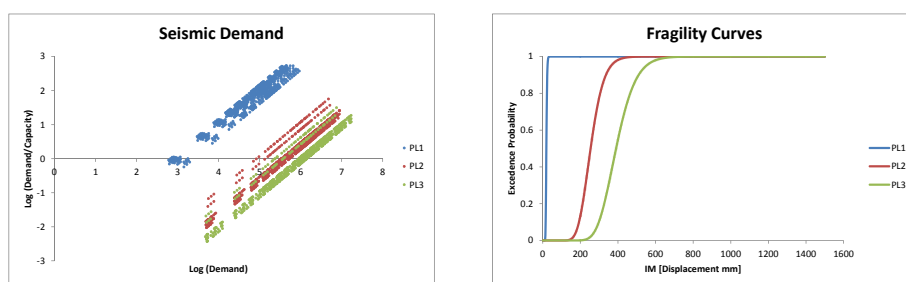 Seismic Demand
3
2
1
0
-1
-2
-3
0 1 2 3 4 5 6 7 8
Log (Demand/Capacity)
Log (Demand)
PL1
PL2
PL3
Fragility Curves
1
0.8
0.6
0.4
0.2
0
0 200 400 600 800 1000 1200 1400 1600
Excedence Probability
IM [Displacement mm]
PL1
PL2
PL3